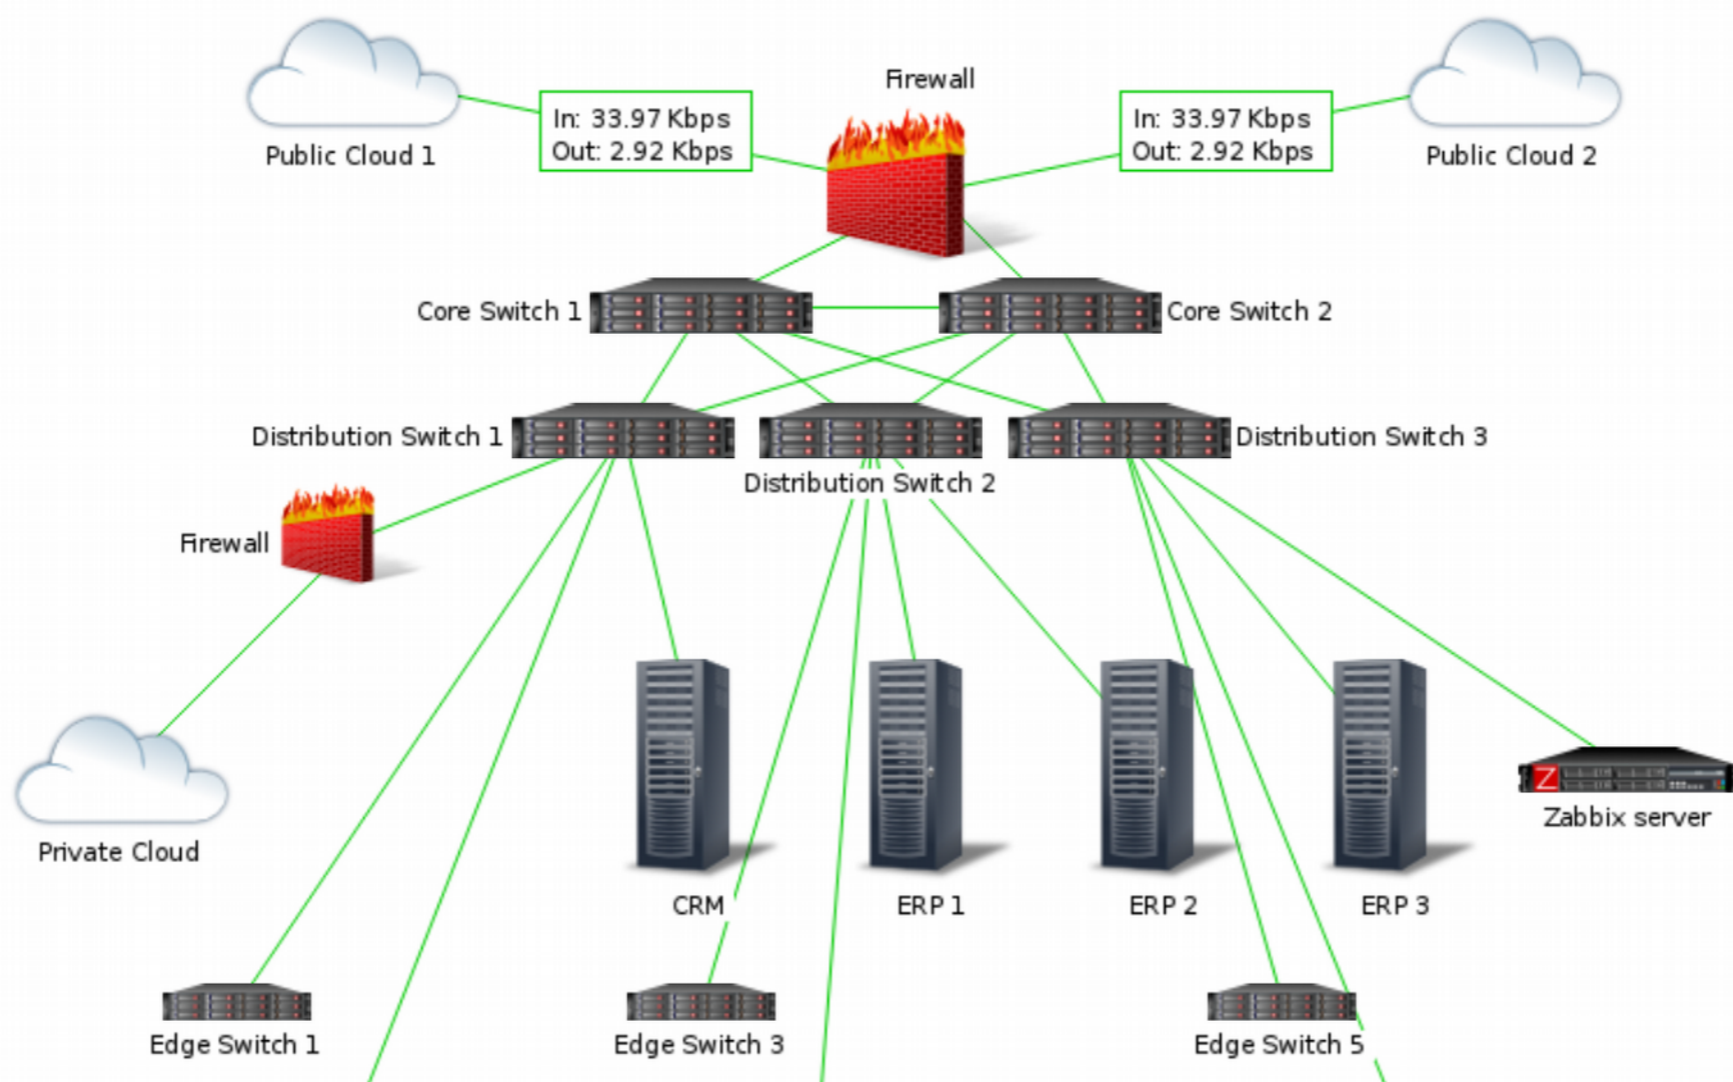 Firewall
In: 33.97 Kbps
Out: 2.92 Kbps
In: 33.97 Kbps
Out: 2.92 Kbps
Public Cloud 1
Public Cloud 2
Core Switch 1
Core Switch 2
Distribution Switch 1
Distribution Switch 3
Distribution Switch 2
Firewall
Z
Zabbix server
Private Cloud
CRM
ERP 1
ERP 2
ERP 3
Edge Switch 1
Edge Switch 3
Edge Switch 5